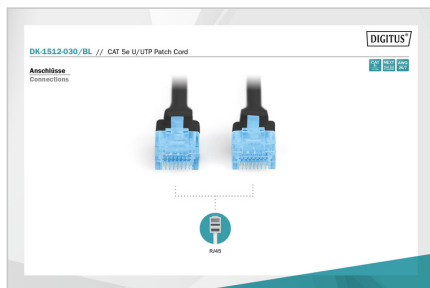 DIGITUS®
DK-1512-030/BL // CAT 5e U/UTP Patch Cord
Anschlüsse
Connections
RJ45